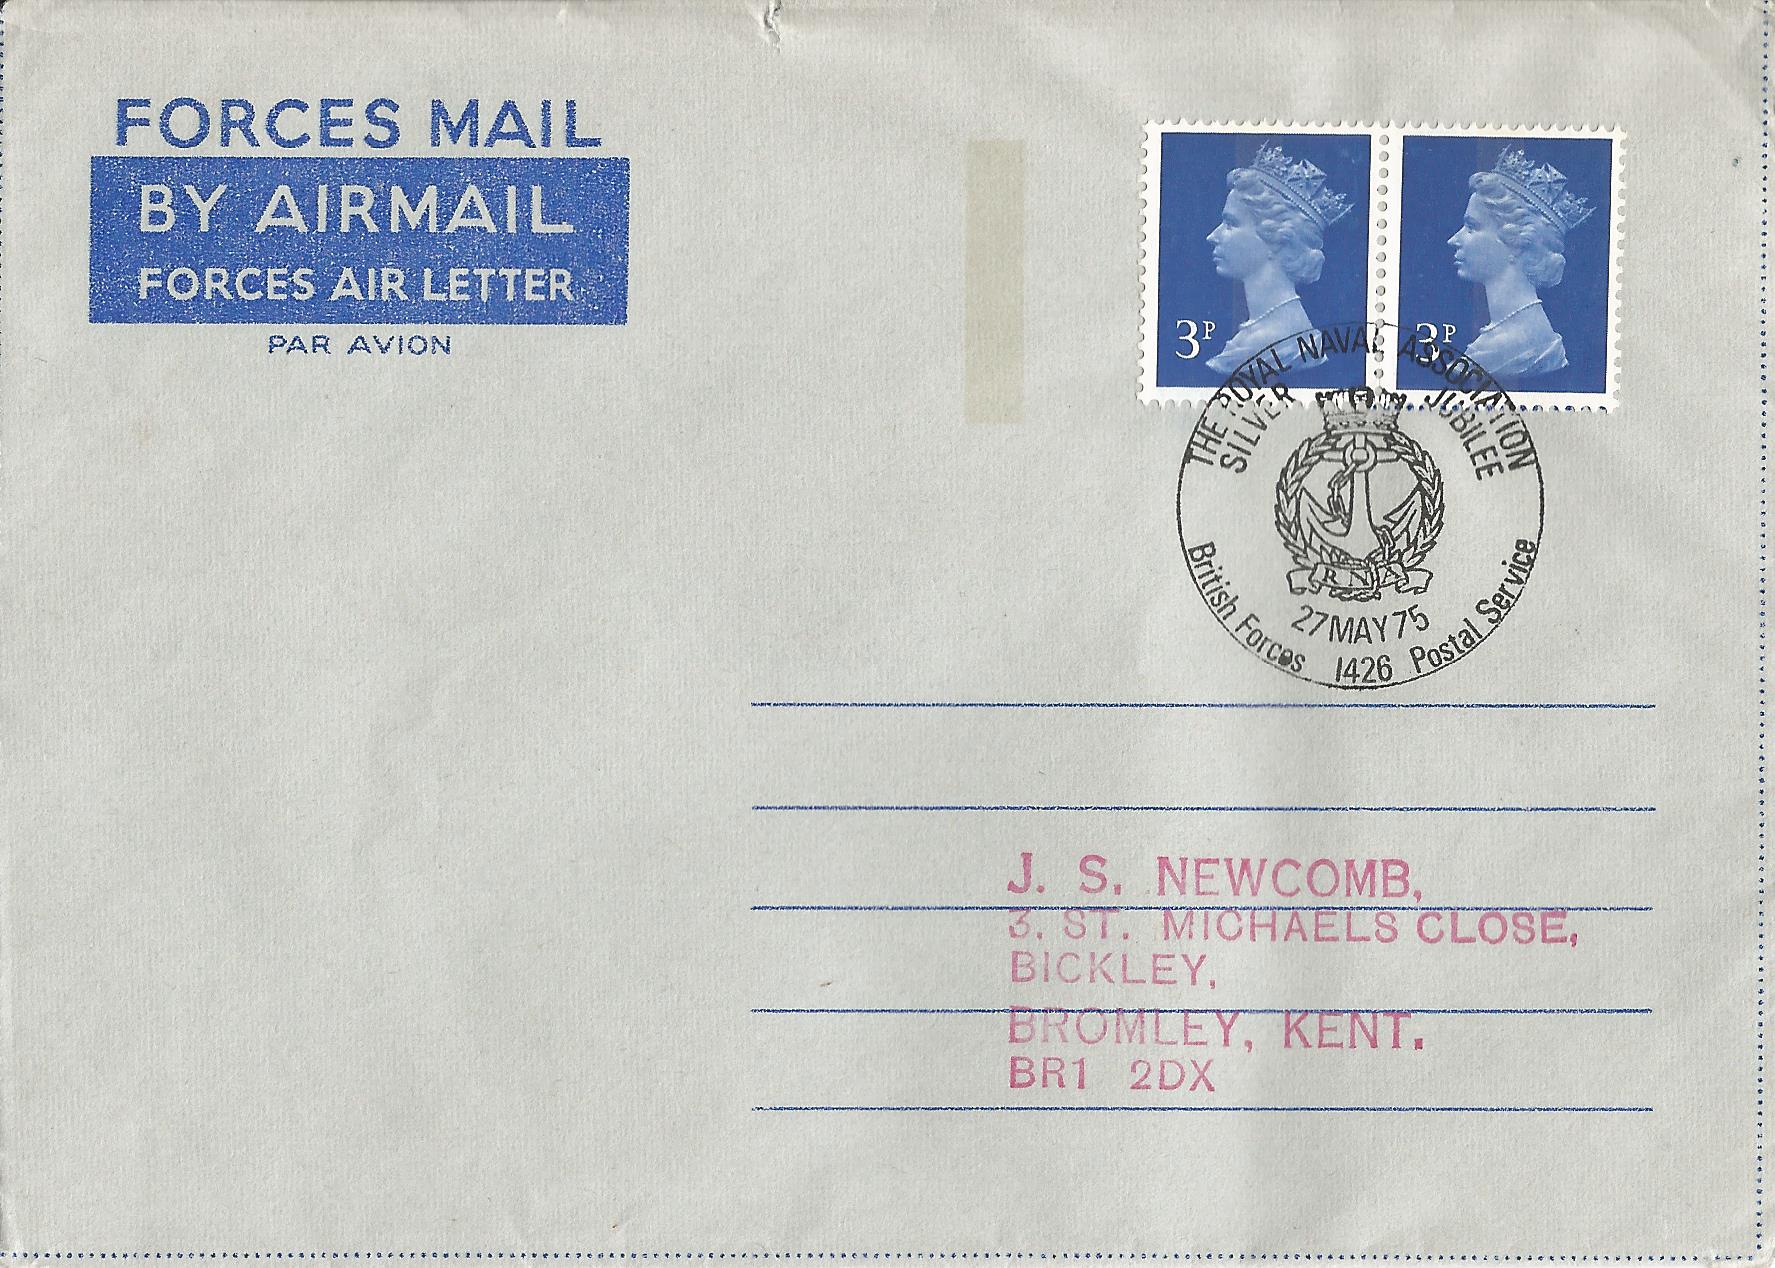 FORCES MAIL
BY AIRMAIL
FORCES AIR LETTER
PAR AVION
3P
3P
THE ROYAL NAVAL ASSOCIATION
SILVER JUBILEE
RNA
27 MAY 75
British Forces 1426 Postal Service
J. S. NEWCOMB,
3. ST. MICHAELS CLOSE,
BICKLEY,
BROMLEY, KENT.
BR1 2DX